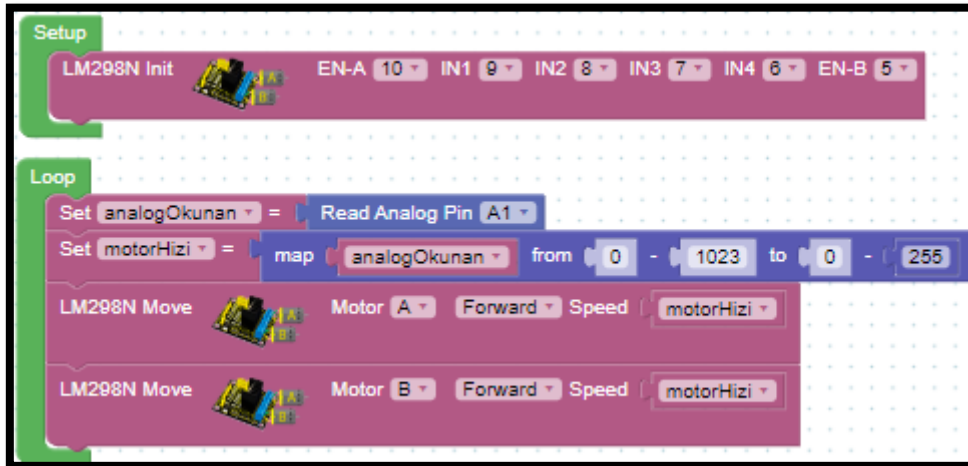 Setup
LM298N Init EN-A 10 IN1 9 IN2 8 IN3 7 IN4 6 EN-B 5
Loop
Set analogOkunan = Read Analog Pin A1
Set motorHizi = map analogOkunan from 0 - 1023 to 0 - 255
LM298N Move Motor A Forward Speed motorHizi
LM298N Move Motor B Forward Speed motorHizi